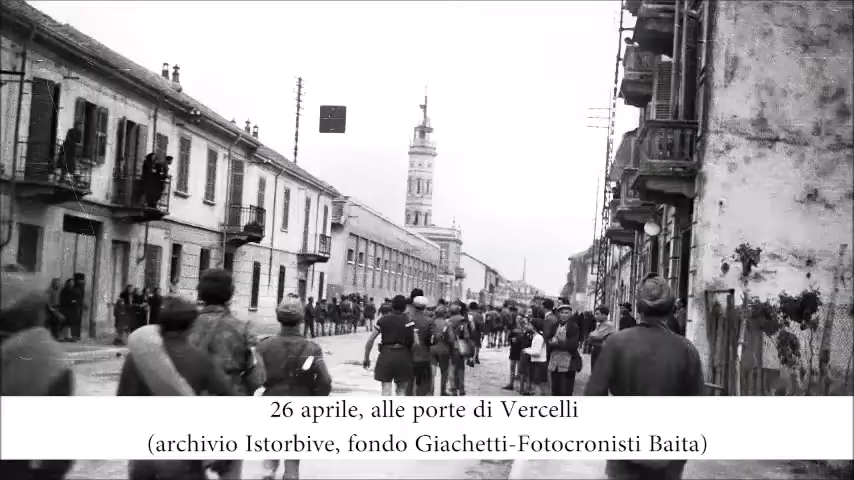 26 aprile, alle porte di Vercelli
(archivio Istorbive, fondo Giachetti-Fotocronisti Baita)